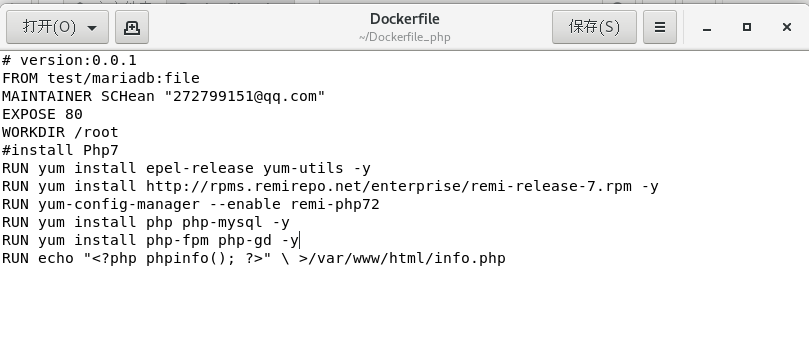 打开(O)
Dockerfile
~/Dockerfile_php
保存(S)
# version:0.0.1
FROM test/mariadb:file
MAINTAINER SCHean "272799151@qq.com"
EXPOSE 80
WORKDIR /root
#install Php7
RUN yum install epel-release yum-utils -y
RUN yum install http://rpms.remirepo.net/enterprise/remi-release-7.rpm -y
RUN yum-config-manager --enable remi-php72
RUN yum install php php-mysql -y
RUN yum install php-fpm php-gd -y
RUN echo "<?php phpinfo(); ?>" \ >/var/www/html/info.php